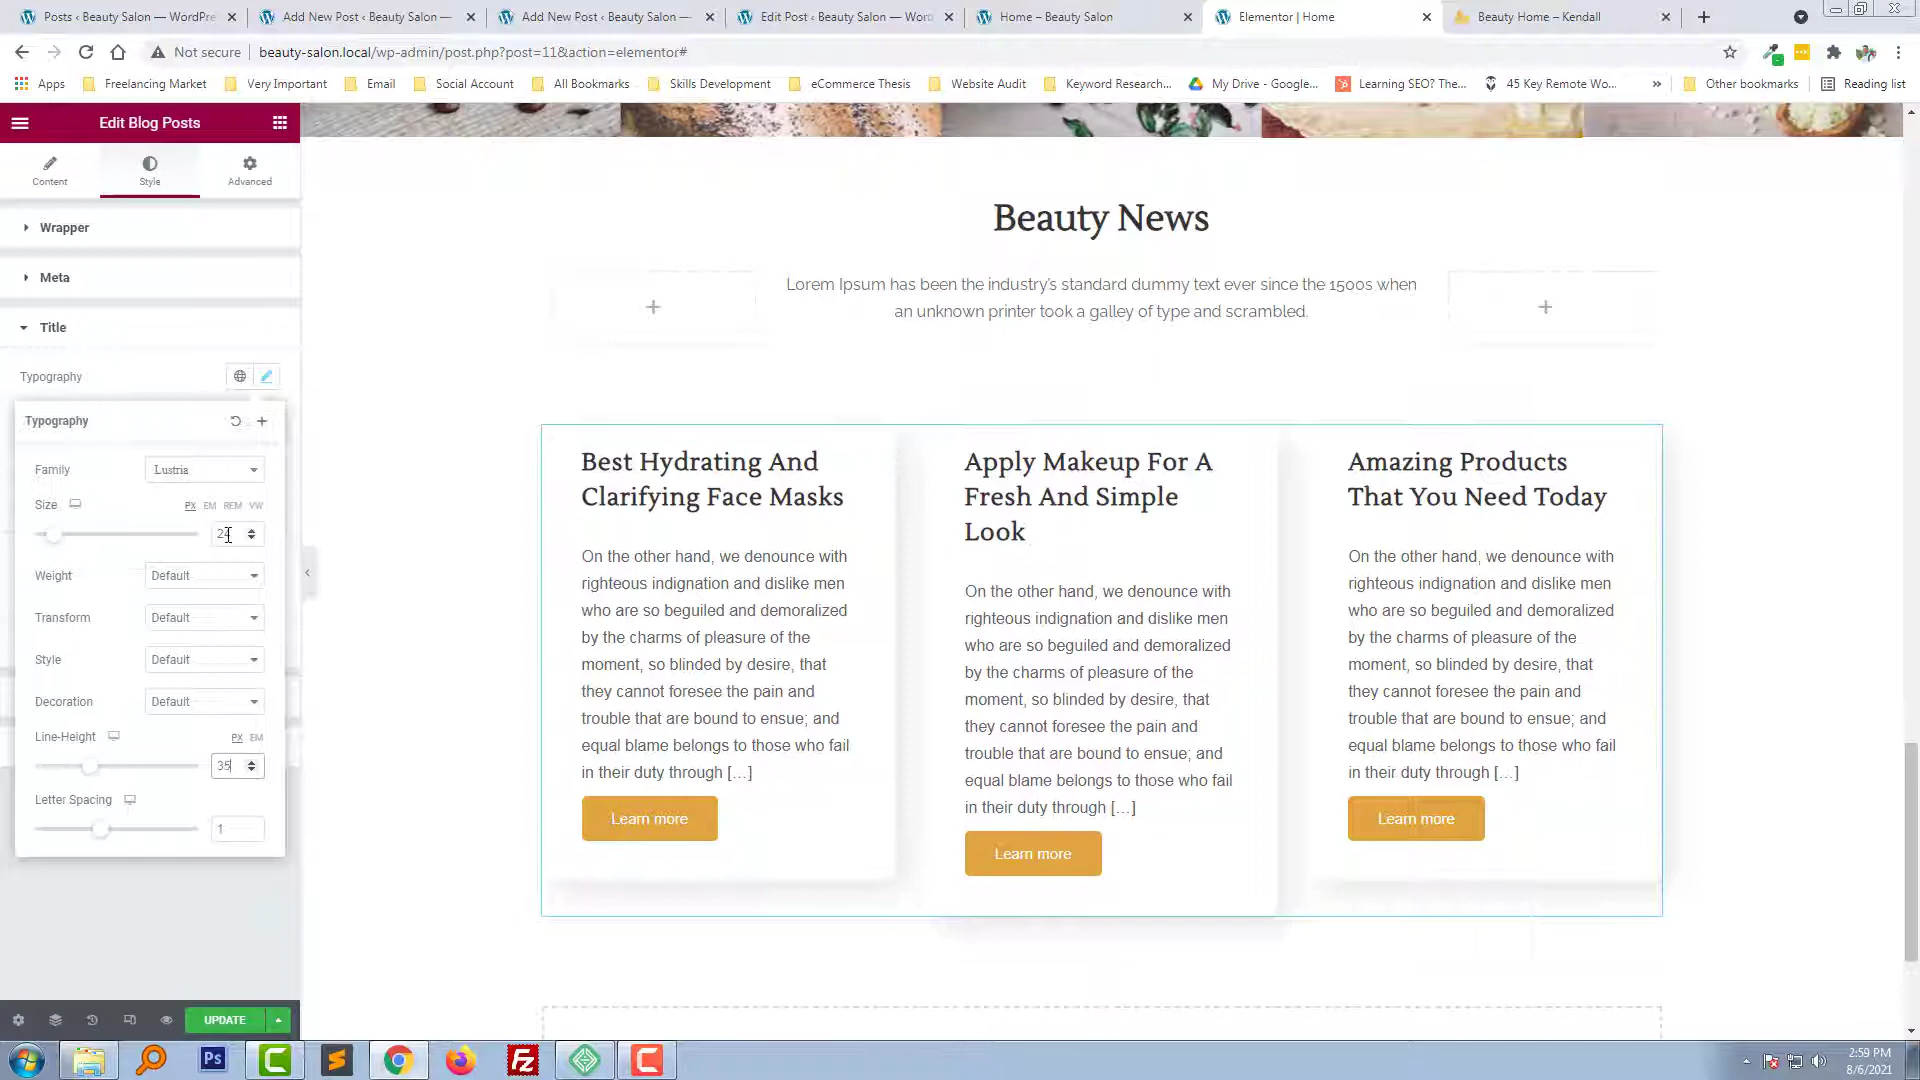 Posts ‹ Beauty Salon — WordPre
Add New Post ‹ Beauty Salon —
Add New Post ‹ Beauty Salon —
Edit Post ‹ Beauty Salon — Word
Home – Beauty Salon
Elementor | Home
Beauty Home – Kendall
Not secure
beauty-salon.local/wp-admin/post.php?post=11&action=elementor#
Apps
Freelancing Market
Very Important
Email
Social Account
All Bookmarks
Skills Development
eCommerce Thesis
Website Audit
Keyword Research...
My Drive - Google...
Learning SEO? The...
45 Key Remote Wo...
»
Other bookmarks
Reading list
Edit Blog Posts
Content
Style
Advanced
Wrapper
Meta
Title
Typography
Typography
Family
Lustria
Size
PX EM REM VW
Weight
Default
Transform
Default
Style
Default
Decoration
Default
Line-Height
PX EM
35
Letter Spacing
1
UPDATE
Beauty News
Lorem Ipsum has been the industry's standard dummy text ever since the 1500s when
an unknown printer took a galley of type and scrambled.
Best Hydrating And
Clarifying Face Masks
On the other hand, we denounce with
righteous indignation and dislike men
who are so beguiled and demoralized
by the charms of pleasure of the
moment, so blinded by desire, that
they cannot foresee the pain and
trouble that are bound to ensue; and
equal blame belongs to those who fail
in their duty through […]
Learn more
Apply Makeup For A
Fresh And Simple
Look
On the other hand, we denounce with
righteous indignation and dislike men
who are so beguiled and demoralized
by the charms of pleasure of the
moment, so blinded by desire, that
they cannot foresee the pain and
trouble that are bound to ensue; and
equal blame belongs to those who fail
in their duty through […]
Learn more
Amazing Products
That You Need Today
On the other hand, we denounce with
righteous indignation and dislike men
who are so beguiled and demoralized
by the charms of pleasure of the
moment, so blinded by desire, that
they cannot foresee the pain and
trouble that are bound to ensue; and
equal blame belongs to those who fail
in their duty through […]
Learn more
Ps
Fz
2:59 PM
8/6/2021